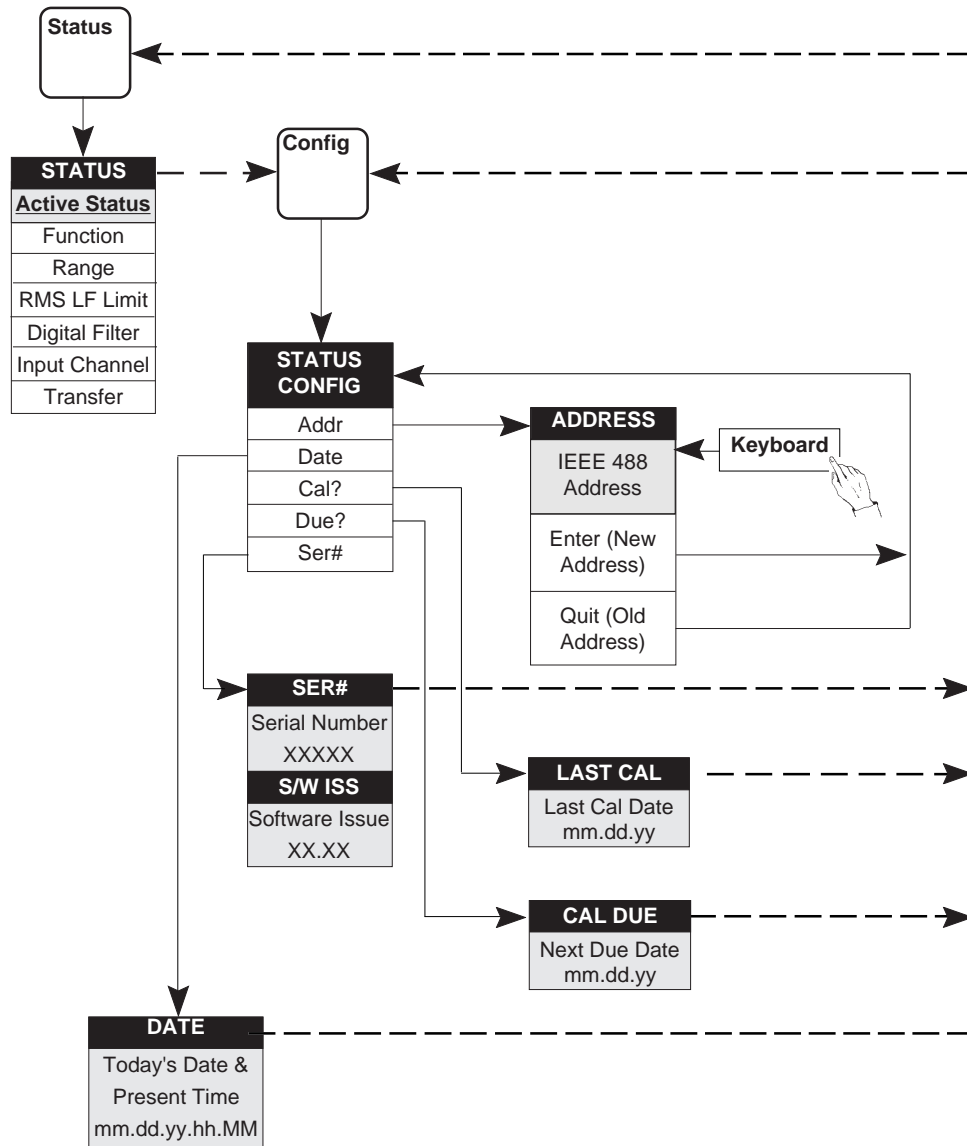 Status
Config
STATUS
Active Status
Function
Range
RMS LF Limit
Digital Filter
Input Channel
Transfer
STATUS
CONFIG
Addr
Date
Cal?
Due?
Ser#
ADDRESS
IEEE 488
Address
Enter (New
Address)
Quit (Old
Address)
Keyboard
SER#
Serial Number
XXXXX
S/W ISS
Software Issue
XX.XX
LAST CAL
Last Cal Date
mm.dd.yy
CAL DUE
Next Due Date
mm.dd.yy
DATE
Today's Date &
Present Time
mm.dd.yy.hh.MM